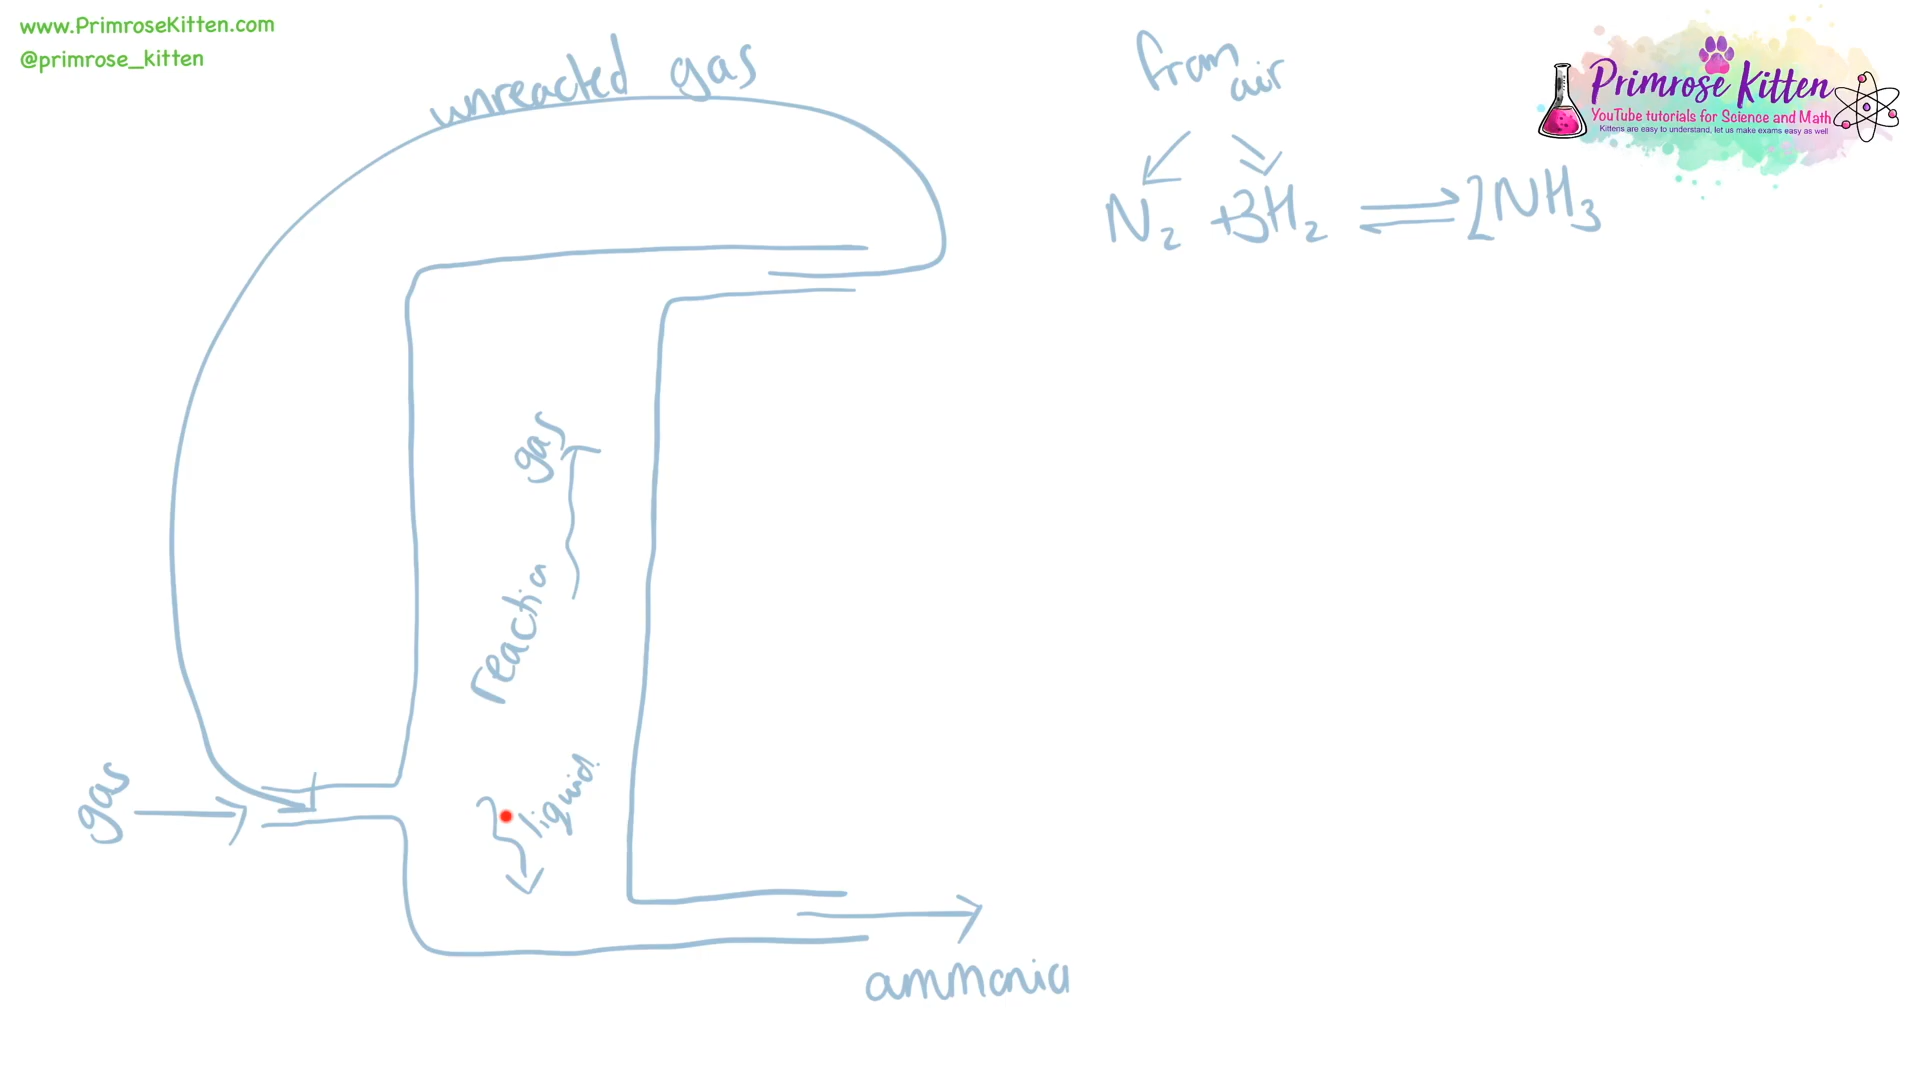 www.PrimroseKitten.com
@primrose_kitten
unreacted gas
from
air
Primrose Kitten
YouTube tutorials for Science and Math
Kittens are easy to understand, let us make exams easy as well
N₂ + 3H₂ ⇌ 2NH₃
gas
reactia
liquid
gas
ammonia